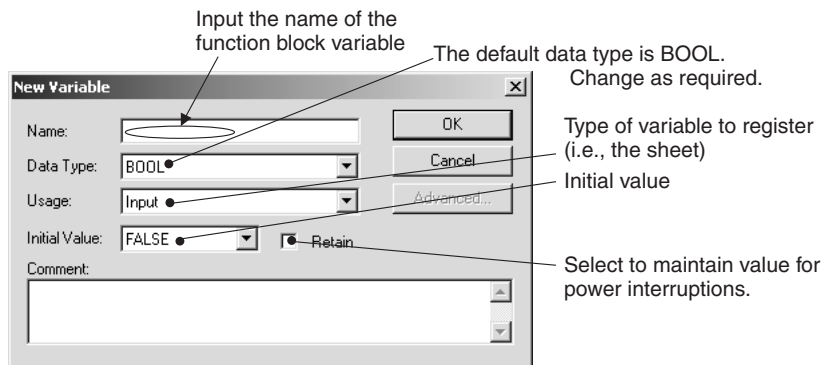 Input the name of the
function block variable
The default data type is BOOL.
Change as required.
New Variable
Name:
OK
Type of variable to register
(i.e., the sheet)
Data Type:
BOOL
Cancel
Initial value
Usage:
Input
Advanced...
Initial Value:
FALSE
Retain
Select to maintain value for
power interruptions.
Comment: